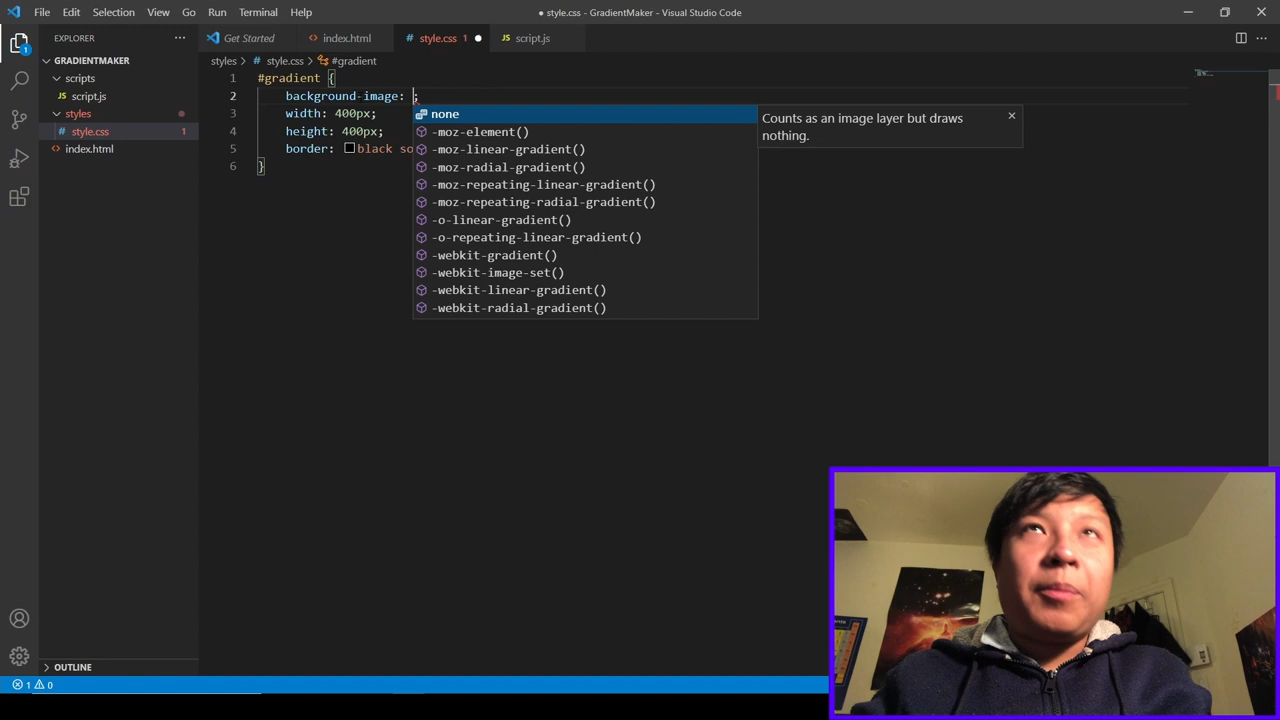 File Edit Selection View Go Run Terminal Help
● style.css - GradientMaker - Visual Studio Code
EXPLORER
Get Started
index.html
style.css 1
script.js
GRADIENTMAKER
scripts
script.js
styles
style.css 1
index.html
styles > style.css > #gradient
1 #gradient {
2 background-image: ;
3 width: 400px;
4 height: 400px;
5 border: black so
6 }
none
-moz-element()
-moz-linear-gradient()
-moz-radial-gradient()
-moz-repeating-linear-gradient()
-moz-repeating-radial-gradient()
-o-linear-gradient()
-o-repeating-linear-gradient()
-webkit-gradient()
-webkit-image-set()
-webkit-linear-gradient()
-webkit-radial-gradient()
Counts as an image layer but draws
nothing.
1
OUTLINE
1 0